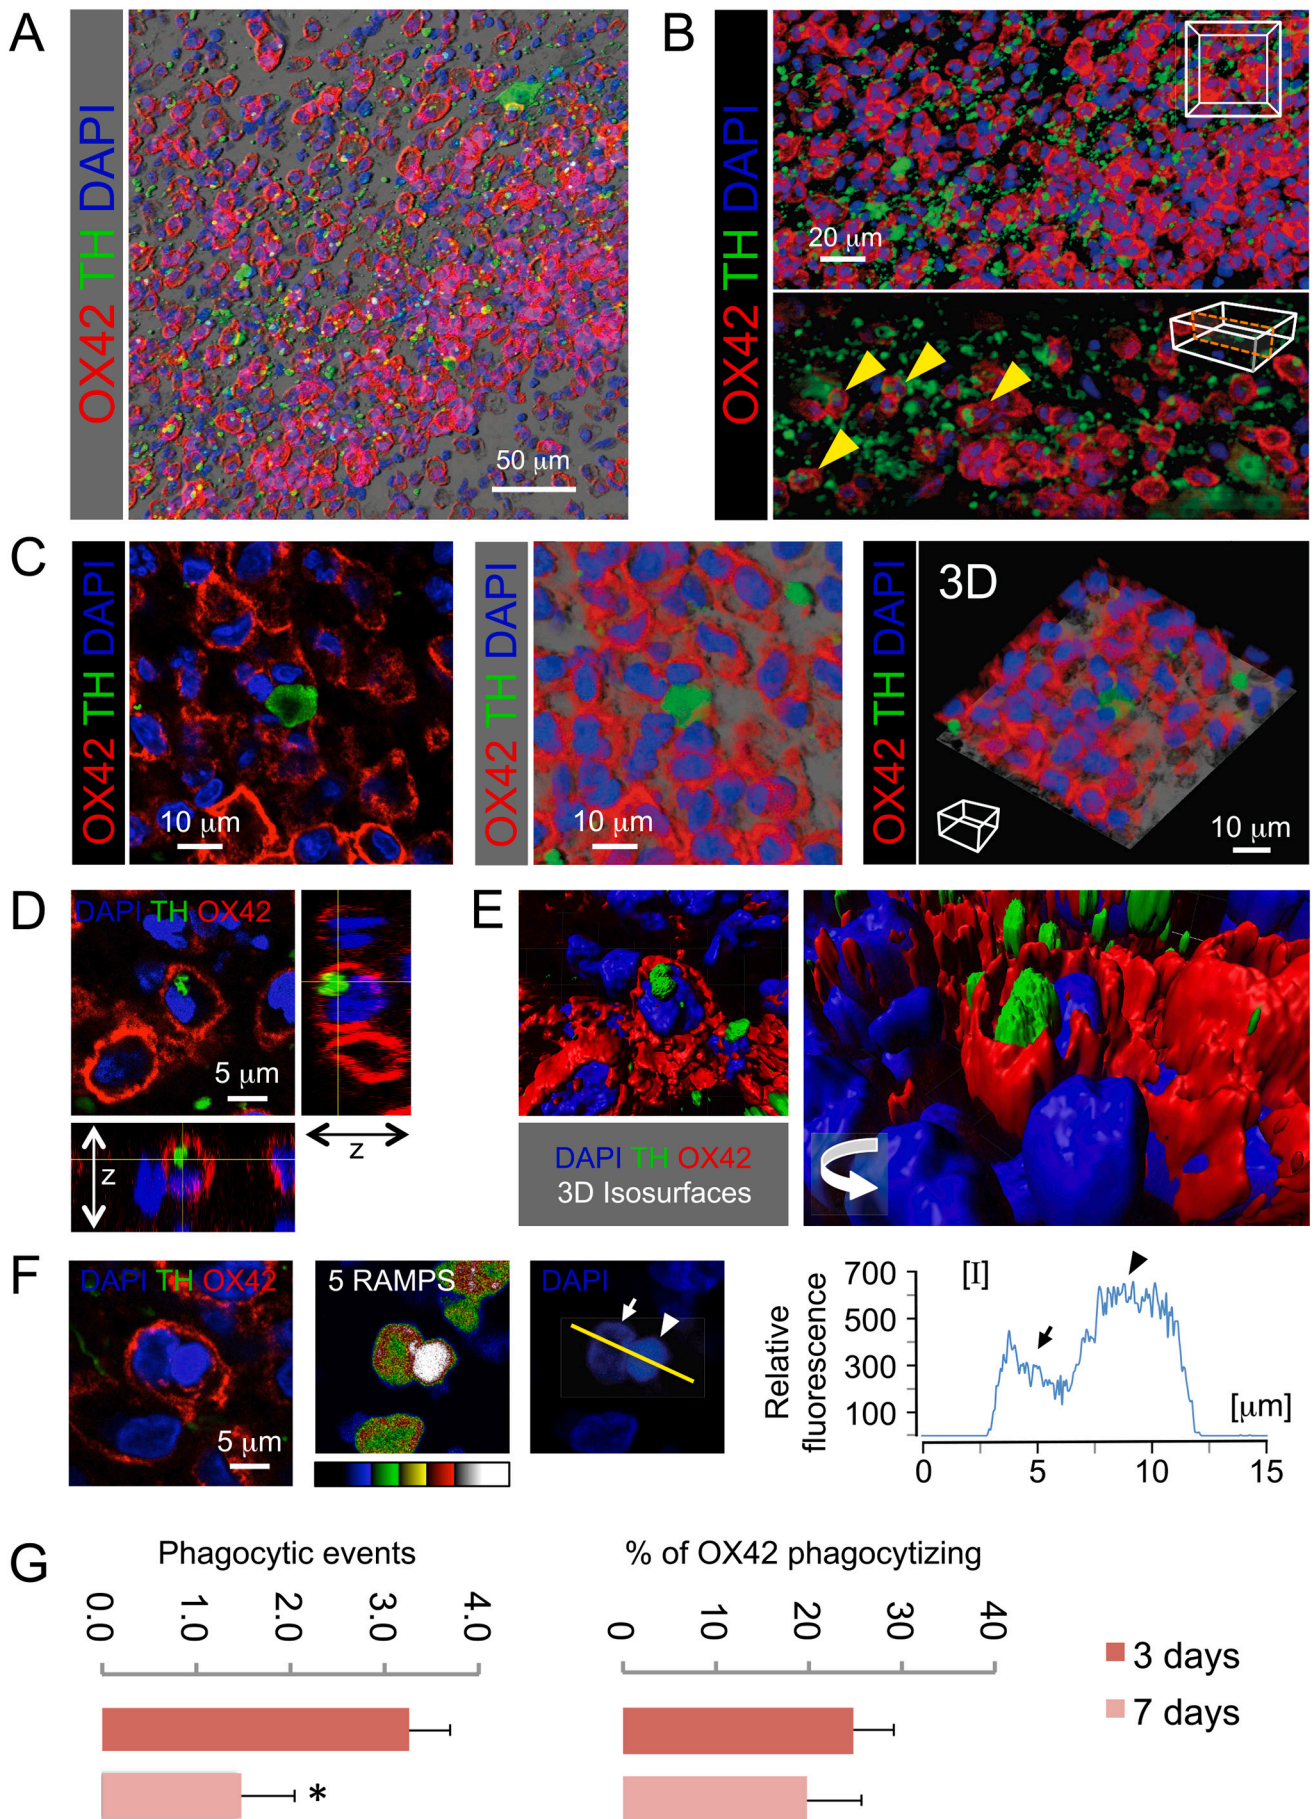 A
OX42 TH DAPI
50 µm
B
OX42 TH DAPI
20 µm
C
OX42 TH DAPI
10 µm
OX42 TH DAPI
10 µm
OX42 TH DAPI
3D
10 µm
D
DAPI TH OX42
5 µm
z
z
E
DAPI TH OX42
3D Isosurfaces
F
DAPI TH OX42
5 µm
5 RAMPS
DAPI
Relative
fluorescence
700
500
300
100
[I]
[µm]
0 5 10 15
G
Phagocytic events
0.0 1.0 2.0 3.0 4.0
*
% of OX42 phagocytizing
0 10 20 30 40
3 days
7 days